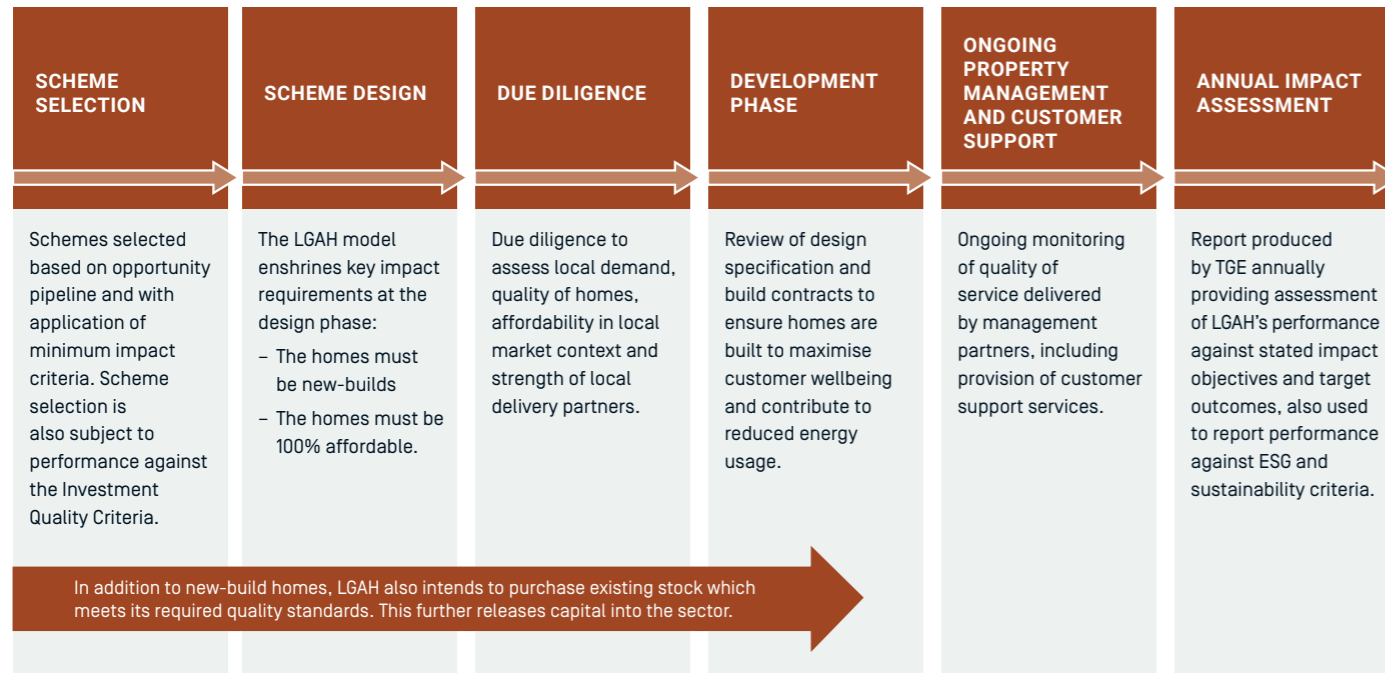 SCHEME
SELECTION
Schemes selected
based on opportunity
pipeline and with
application of
minimum impact
criteria. Scheme
selection is
also subject to
performance against
the Investment
Quality Criteria.
SCHEME DESIGN
The LGAH model
enshrines key impact
requirements at the
design phase:
– The homes must
be new-builds
– The homes must be
100% affordable.
DUE DILIGENCE
Due diligence to
assess local demand,
quality of homes,
affordability in local
market context and
strength of local
delivery partners.
DEVELOPMENT
PHASE
Review of design
specification and
build contracts to
ensure homes are
built to maximise
customer wellbeing
and contribute to
reduced energy
usage.
ONGOING
PROPERTY
MANAGEMENT
AND CUSTOMER
SUPPORT
Ongoing monitoring
of quality of
service delivered
by management
partners, including
provision of customer
support services.
ANNUAL IMPACT
ASSESSMENT
Report produced
by TGE annually
providing assessment
of LGAH’s performance
against stated impact
objectives and target
outcomes, also used
to report performance
against ESG and
sustainability criteria.
In addition to new-build homes, LGAH also intends to purchase existing stock which
meets its required quality standards. This further releases capital into the sector.